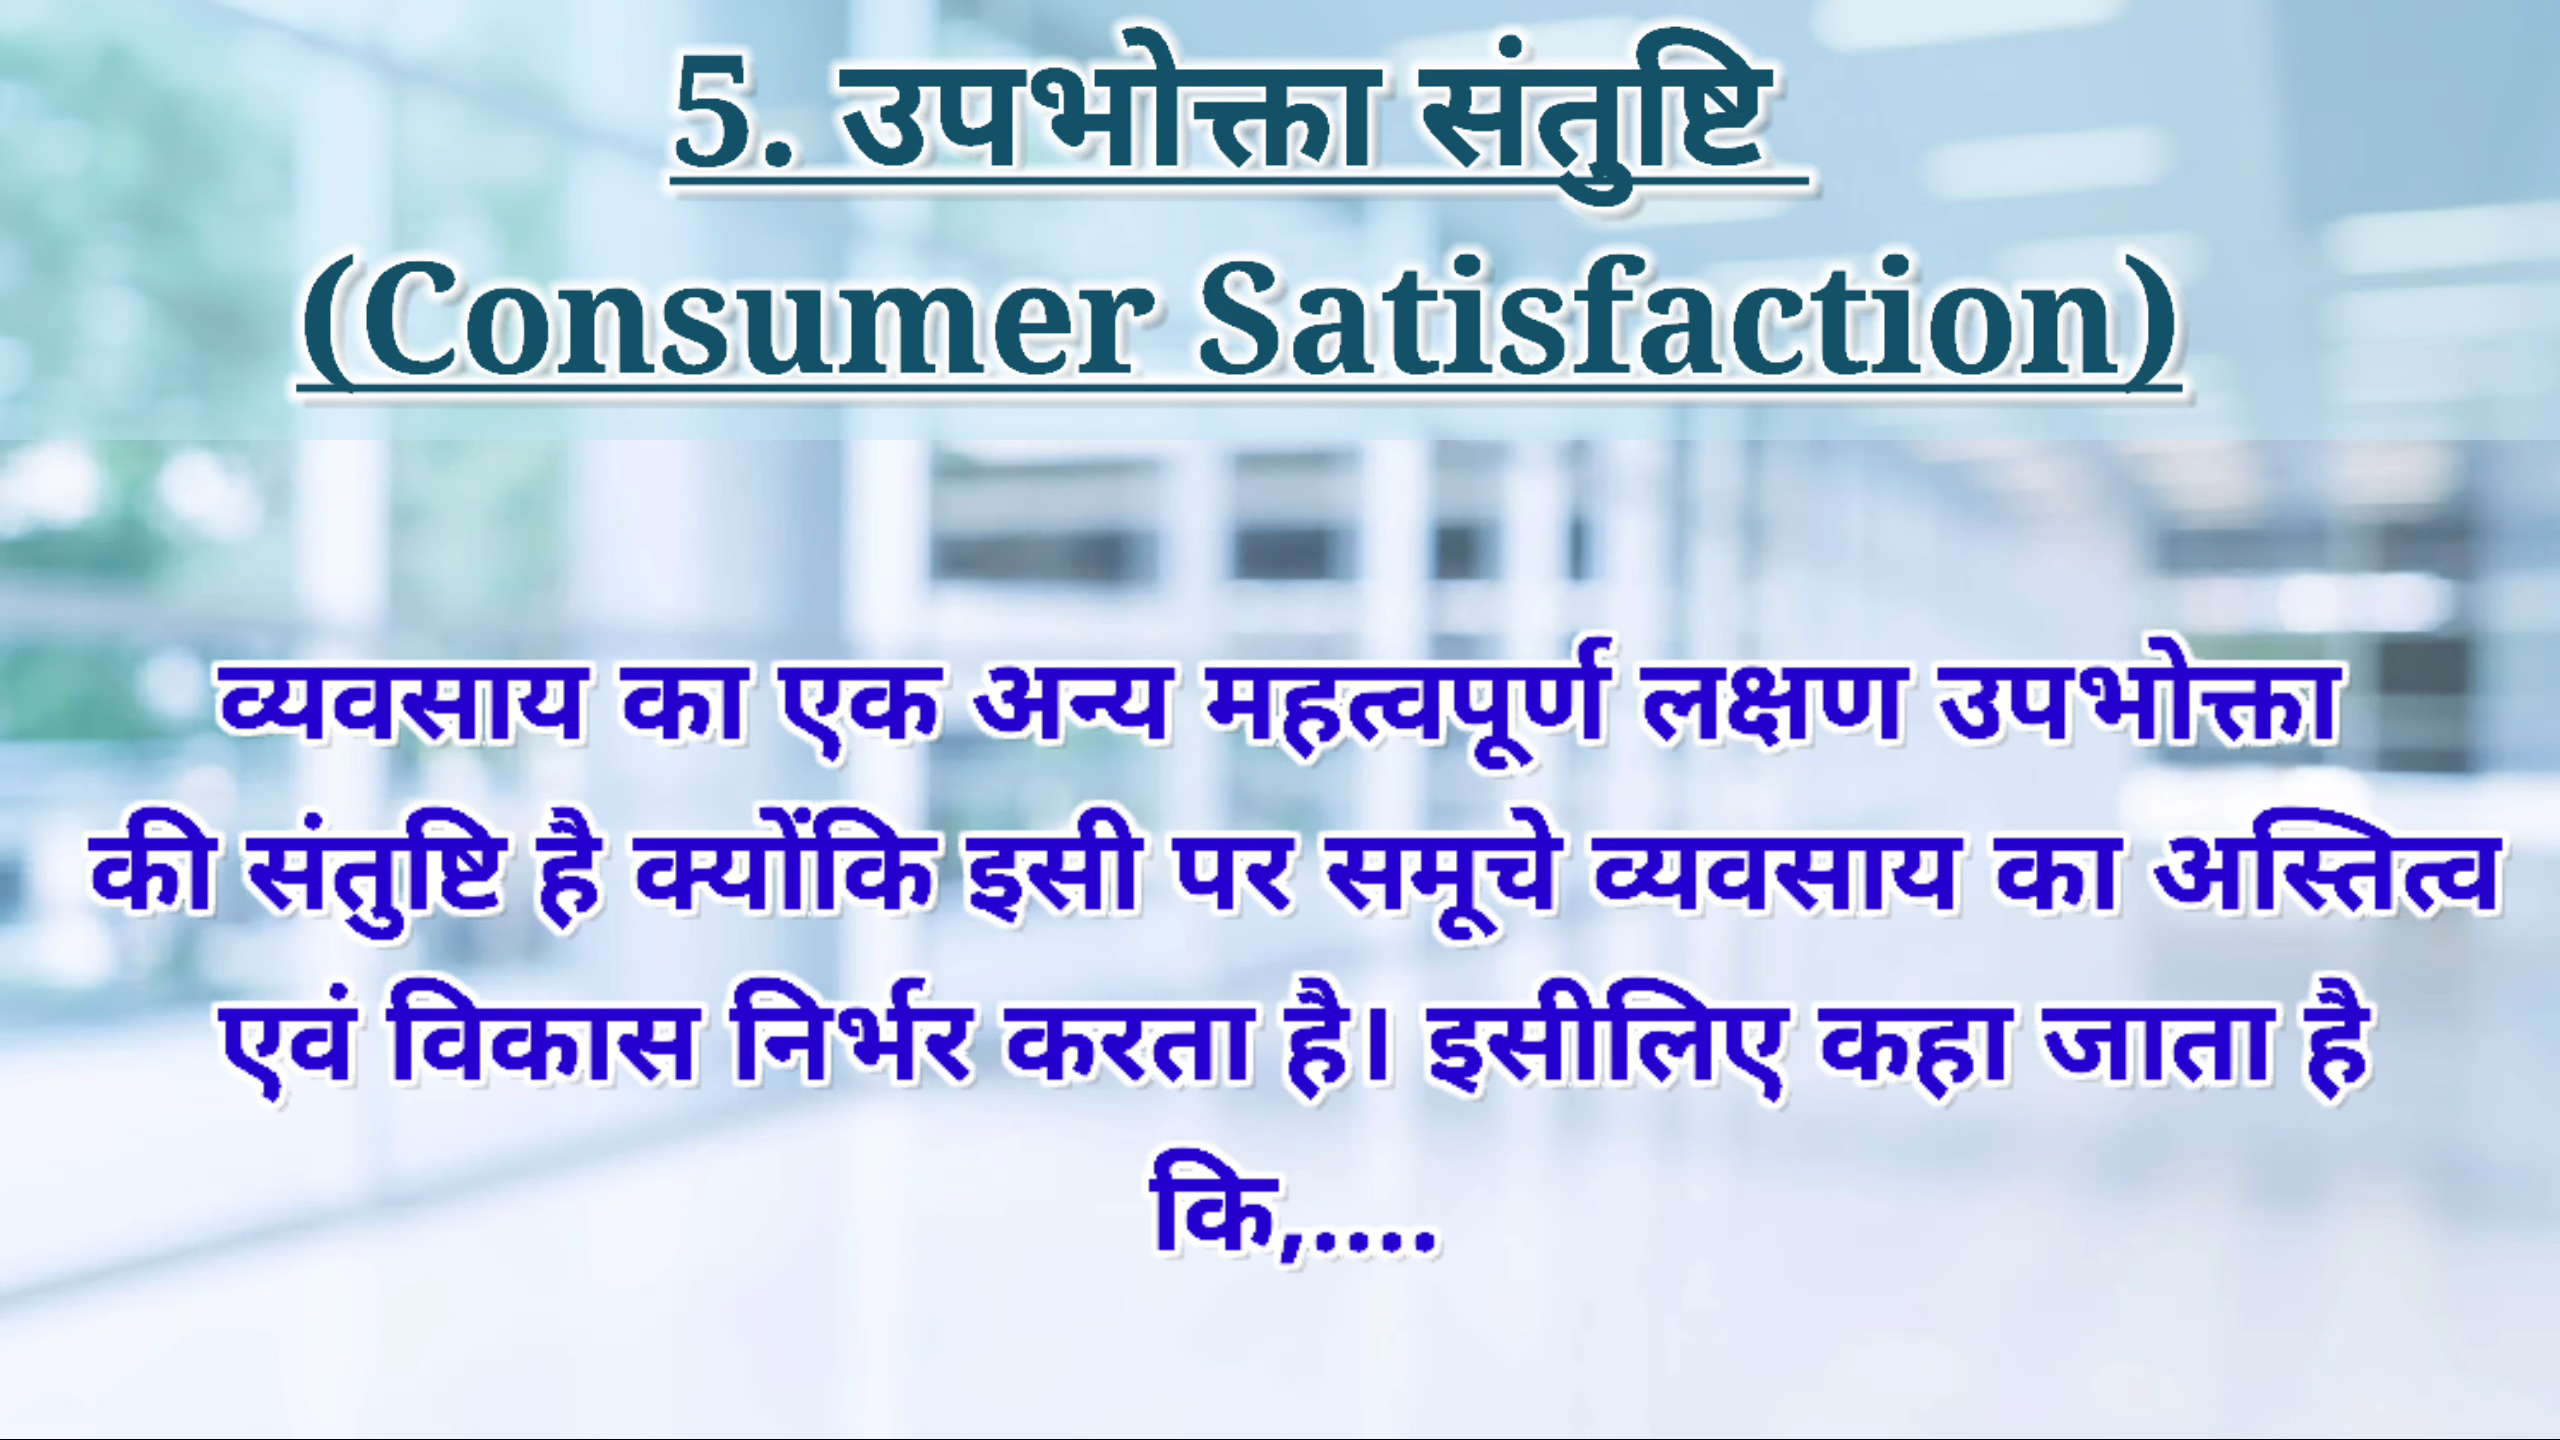 5. उपभोक्ता संतुष्टि
(Consumer Satisfaction)
व्यवसाय का एक अन्य महत्वपूर्ण लक्षण उपभोक्ता
की संतुष्टि है क्योंकि इसी पर समूचे व्यवसाय का अस्तित्व
एवं विकास निर्भर करता है। इसीलिए कहा जाता है
कि,....